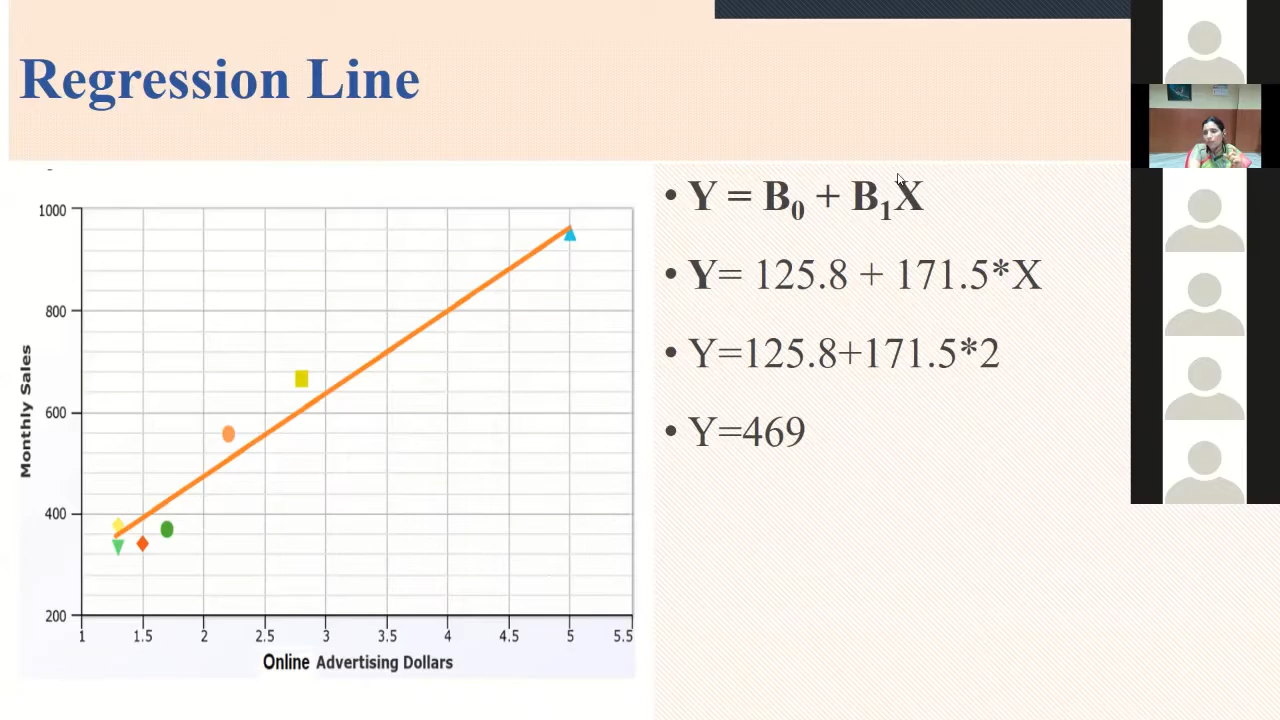 Regression Line
1000
800
600
400
200
Monthly Sales
1 1.5 2 2.5 3 3.5 4 4.5 5 5.5
Online Advertising Dollars
• Y = B₀ + B₁X
• Y= 125.8 + 171.5*X
• Y=125.8+171.5*2
• Y=469